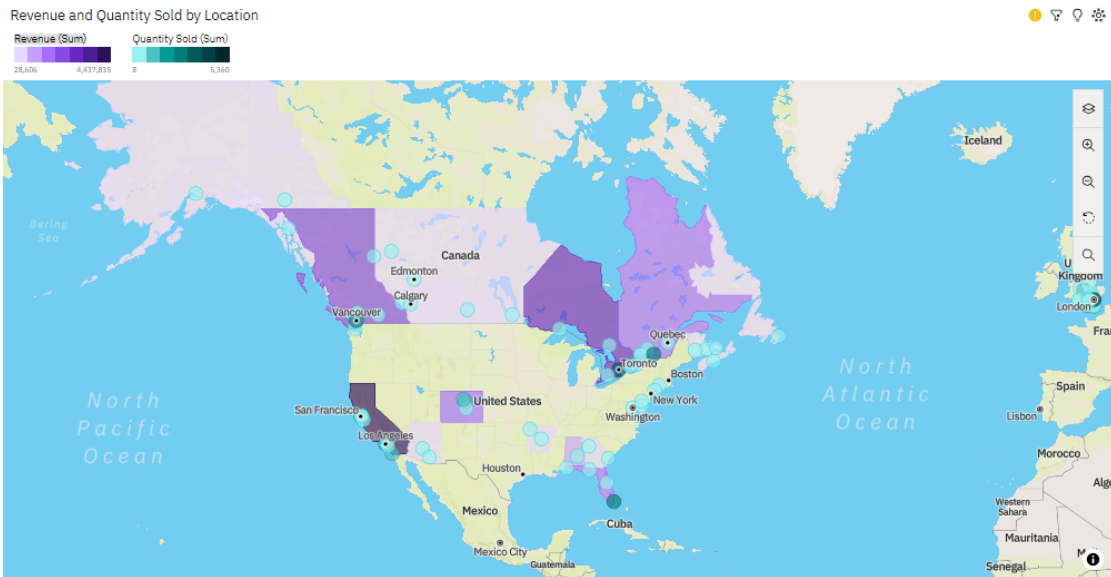 Revenue and Quantity Sold by Location
Revenue (Sum)
Quantity Sold (Sum)
28,606
4,437,835
8
5,360
Iceland
Bering
Sea
Canada
Edmonton
Calgary
Vancouver
Quebec
Toronto
Boston
United States
New York
Washington
San Francisco
Los Angeles
Houston
North
Pacific
Ocean
North
Atlantic
Ocean
Kingdom
London
Fran
Spain
Lisbon
Morocco
Alge
Western
Sahara
Mauritania
Senegal
Mexico
Mexico City
Cuba
Guatemala